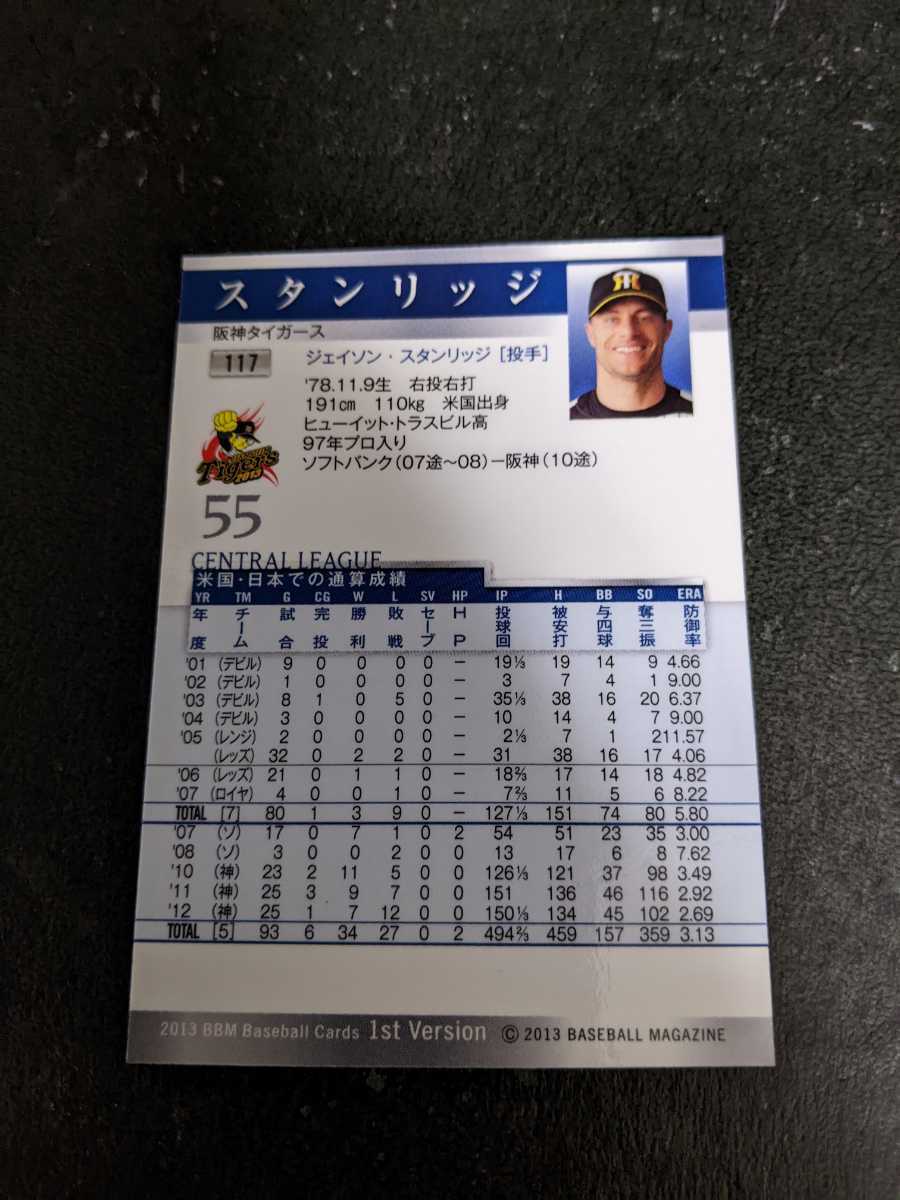 スタンリッジ
阪神タイガース
117
ジェイソン・スタンリッジ [投手]
'78.11.9生 右投右打
191cm 110kg 米国出身
ヒューイット・トラスビル高
97年プロ入り
ソフトバンク(07途〜08)ー阪神(10途)
Tigers
2013
55
CENTRAL LEAGUE
米国・日本での通算成績
YR TM G CG W L SV HP IP H BB SO ERA
年度 チーム 試合 完投 勝利 敗戦 セーブ HP 投球回 被安打 与四球 奪三振 防御率
'01 (デビル) 9 0 0 0 0 − 19⅓ 19 14 9 4.66
'02 (デビル) 1 0 0 0 0 − 3 7 4 1 9.00
'03 (デビル) 8 1 0 5 0 − 35⅓ 38 16 20 6.37
'04 (デビル) 3 0 0 0 0 − 10 14 4 7 9.00
'05 (レンジ) 2 0 0 0 0 − 2⅓ 7 1 2 11.57
(レッズ) 32 0 2 2 0 − 31 38 16 17 4.06
'06 (レッズ) 21 0 1 1 0 − 18⅔ 17 14 18 4.82
'07 (ロイヤ) 4 0 0 1 0 − 7⅔ 11 5 6 8.22
TOTAL [7] 80 1 3 9 0 − 127⅓ 151 74 80 5.80
'07 (ソ) 17 0 7 1 0 2 54 51 23 35 3.00
'08 (ソ) 3 0 0 2 0 0 13 17 6 8 7.62
'10 (神) 23 2 11 5 0 0 126⅓ 121 37 98 3.49
'11 (神) 25 3 9 7 0 0 151 136 46 116 2.92
'12 (神) 25 1 7 12 0 0 150⅓ 134 45 102 2.69
TOTAL [5] 93 6 34 27 0 2 494⅔ 459 157 359 3.13
2013 BBM Baseball Cards 1st Version © 2013 BASEBALL MAGAZINE